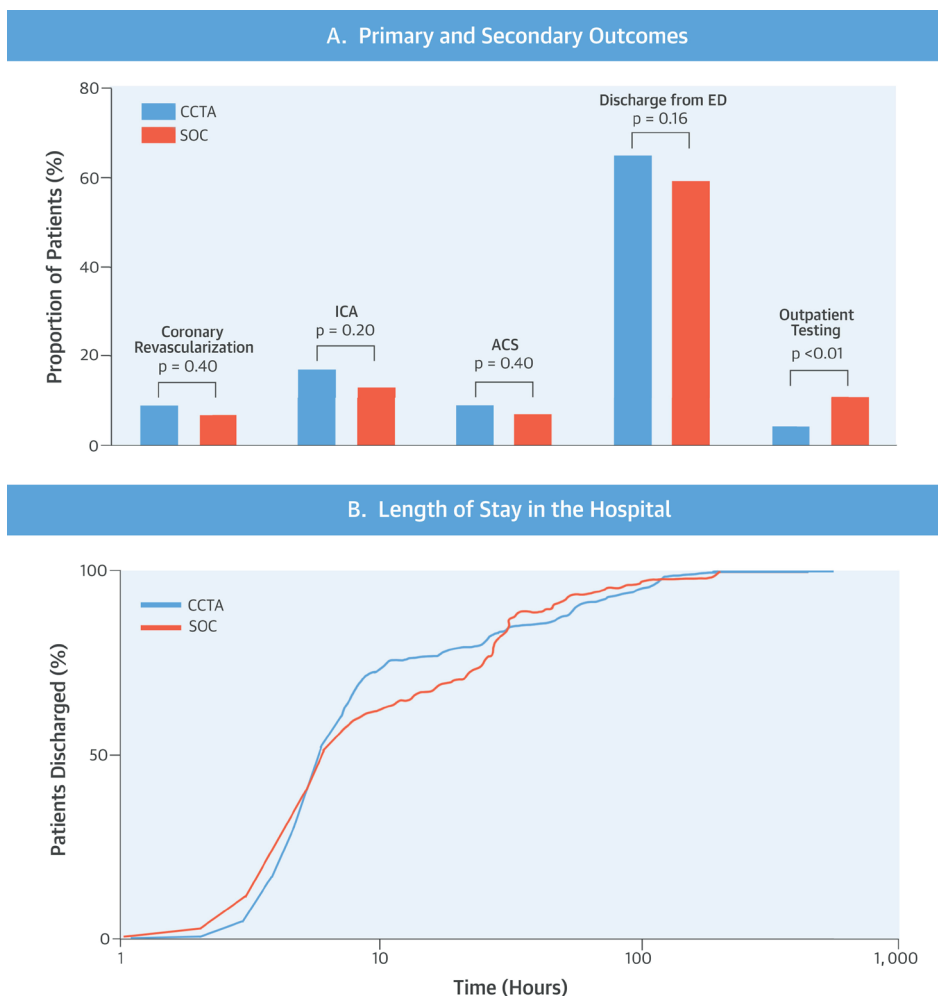 A. Primary and Secondary Outcomes
Proportion of Patients (%)
80
60
40
20
0
CCTA
SOC
Coronary
Revascularization
p = 0.40
ICA
p = 0.20
ACS
p = 0.40
Discharge from ED
p = 0.16
Outpatient
Testing
p <0.01
B. Length of Stay in the Hospital
Patients Discharged (%)
100
50
0
CCTA
SOC
1
10
100
1,000
Time (Hours)